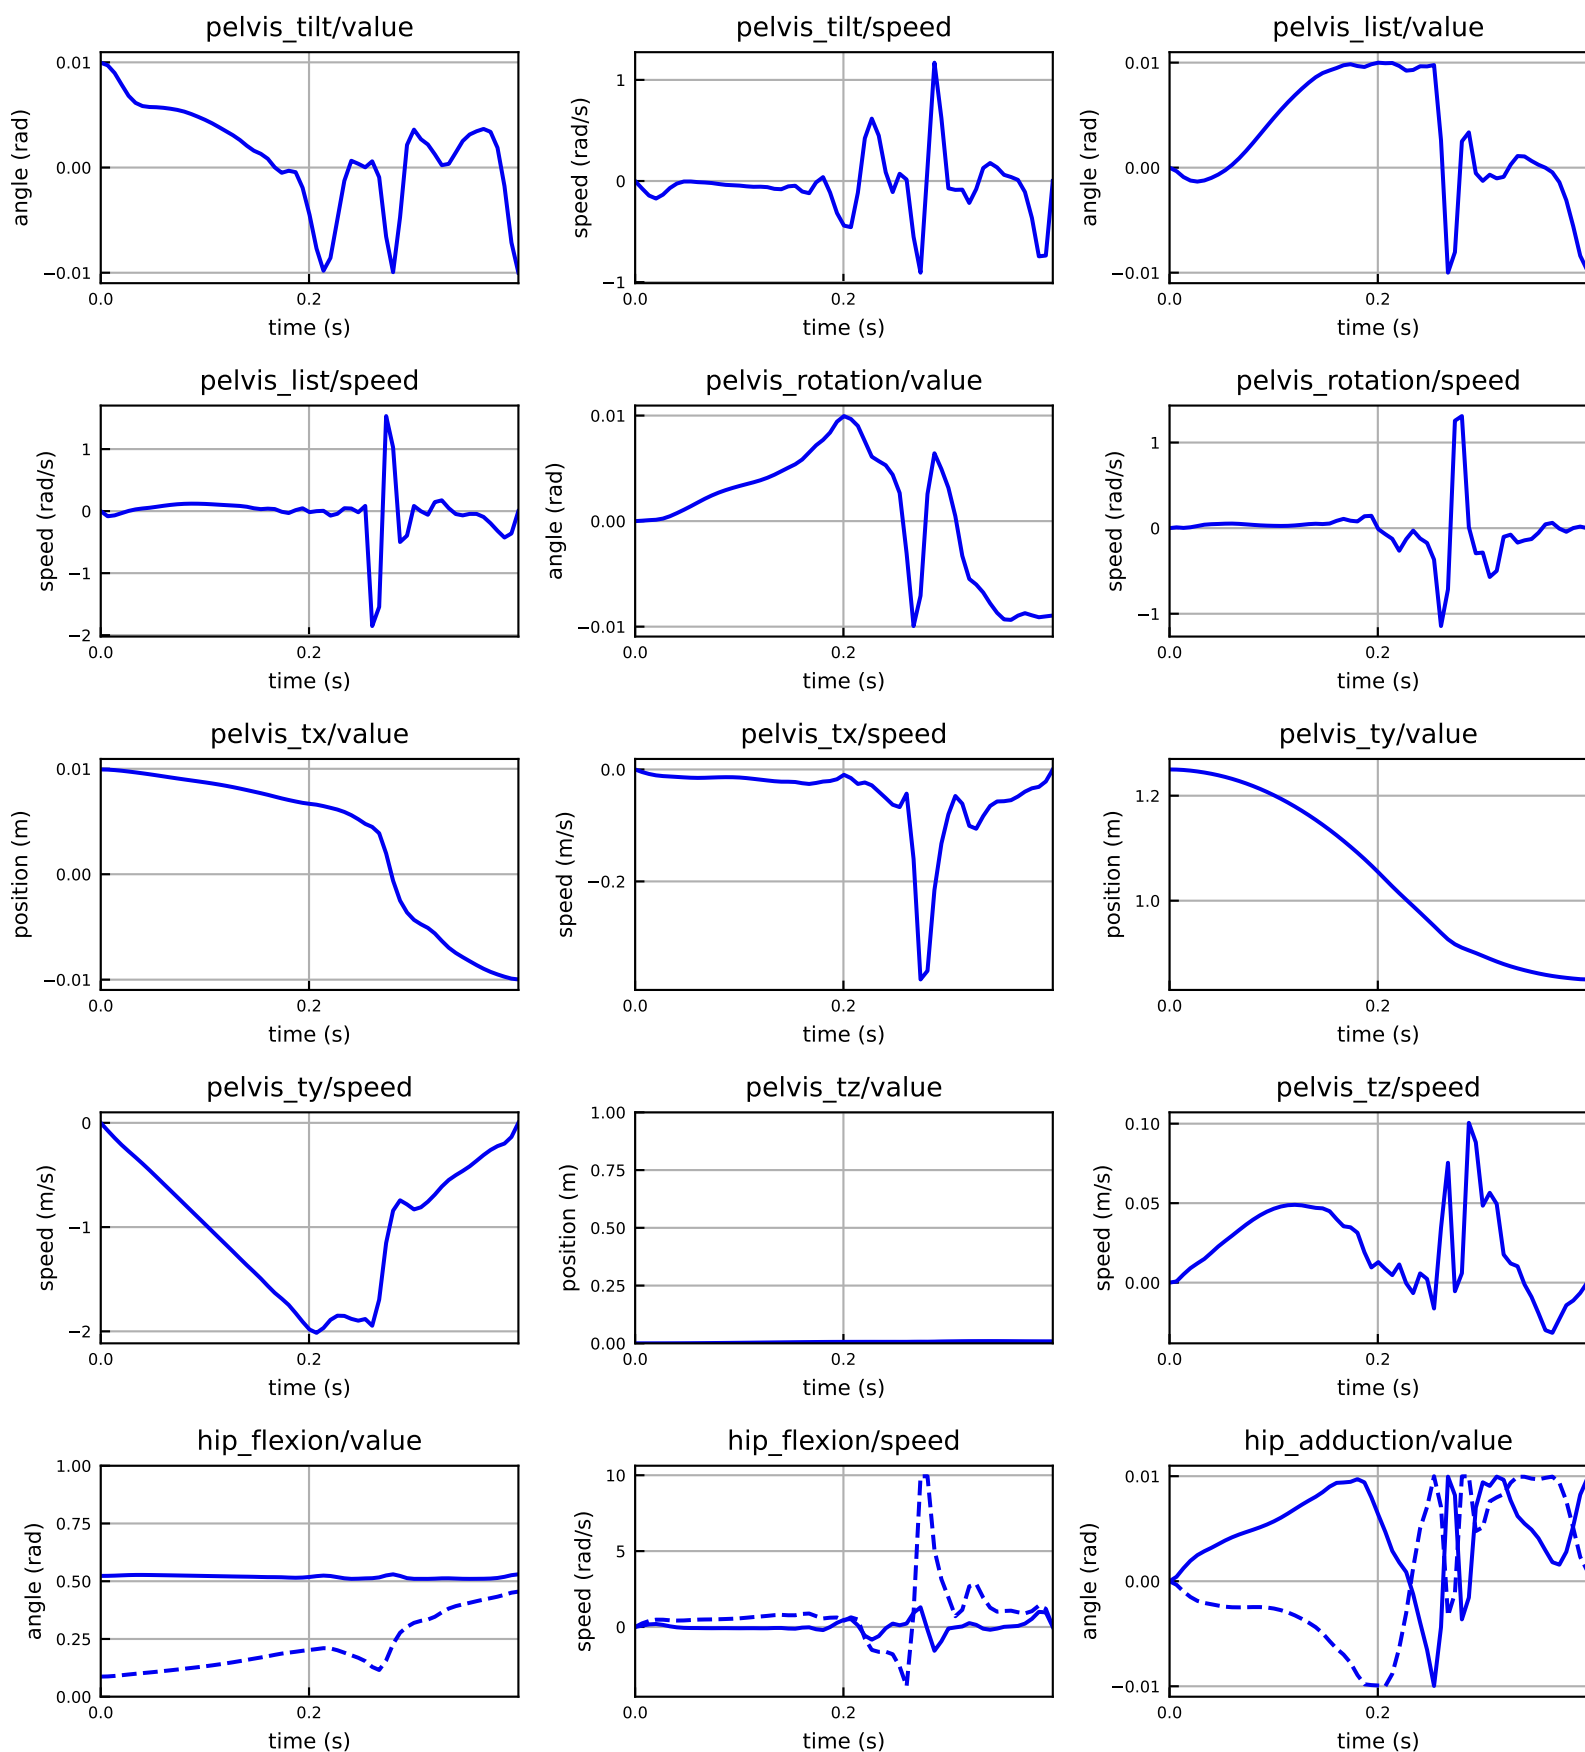 pelvis_tilt/value
pelvis_tilt/speed
pelvis_list/value
angle (rad)
0.01
0.00
−0.01
0.0
0.2
time (s)
speed (rad/s)
1
0
−1
0.0
0.2
time (s)
angle (rad)
0.01
0.00
−0.01
0.0
0.2
time (s)
pelvis_list/speed
pelvis_rotation/value
pelvis_rotation/speed
speed (rad/s)
1
0
−1
−2
0.0
0.2
time (s)
angle (rad)
0.01
0.00
−0.01
0.0
0.2
time (s)
speed (rad/s)
1
0
−1
0.0
0.2
time (s)
pelvis_tx/value
pelvis_tx/speed
pelvis_ty/value
position (m)
0.01
0.00
−0.01
0.0
0.2
time (s)
speed (m/s)
0.0
−0.2
0.0
0.2
time (s)
position (m)
1.2
1.0
0.0
0.2
time (s)
pelvis_ty/speed
pelvis_tz/value
pelvis_tz/speed
speed (m/s)
0
−1
−2
0.0
0.2
time (s)
position (m)
1.00
0.75
0.50
0.25
0.00
0.0
0.2
time (s)
speed (m/s)
0.10
0.05
0.00
0.0
0.2
time (s)
hip_flexion/value
hip_flexion/speed
hip_adduction/value
angle (rad)
1.00
0.75
0.50
0.25
0.00
0.0
0.2
time (s)
speed (rad/s)
10
5
0
0.0
0.2
time (s)
angle (rad)
0.01
0.00
−0.01
0.0
0.2
time (s)